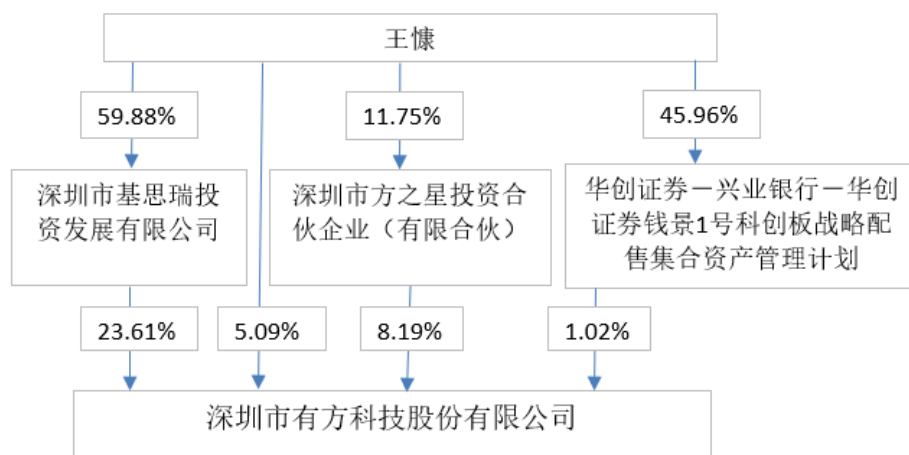 王慷
59.88%
11.75%
45.96%
深圳市基思瑞投
资发展有限公司
深圳市方之星投资合
伙企业（有限合伙）
华创证券－兴业银行－华创
证券钱景1号科创板战略配
售集合资产管理计划
23.61%
5.09%
8.19%
1.02%
深圳市有方科技股份有限公司